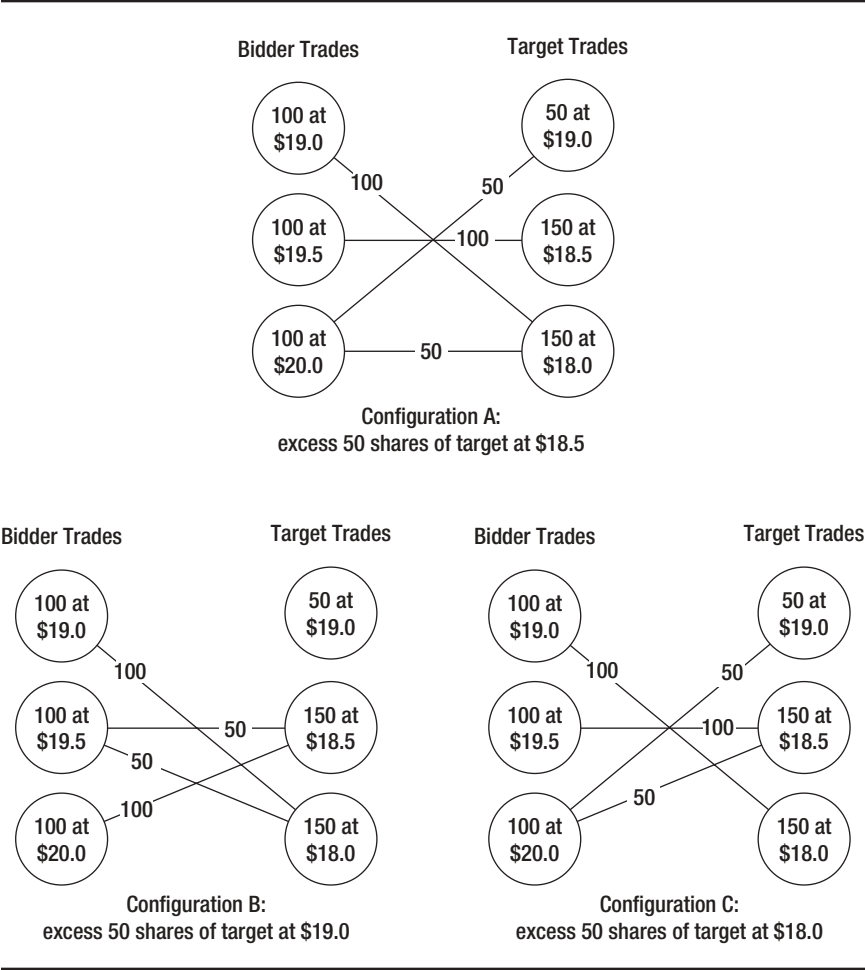 Bidder Trades
Target Trades
100 at
$19.0
50 at
$19.0
100
50
100 at
$19.5
100
150 at
$18.5
100 at
$20.0
50
150 at
$18.0
Configuration A:
excess 50 shares of target at $18.5
Bidder Trades
Target Trades
100 at
$19.0
50 at
$19.0
100
100 at
$19.5
50
150 at
$18.5
50
100
100 at
$20.0
150 at
$18.0
Configuration B:
excess 50 shares of target at $19.0
Bidder Trades
Target Trades
100 at
$19.0
50 at
$19.0
100
50
100 at
$19.5
100
150 at
$18.5
50
100 at
$20.0
150 at
$18.0
Configuration C:
excess 50 shares of target at $18.0